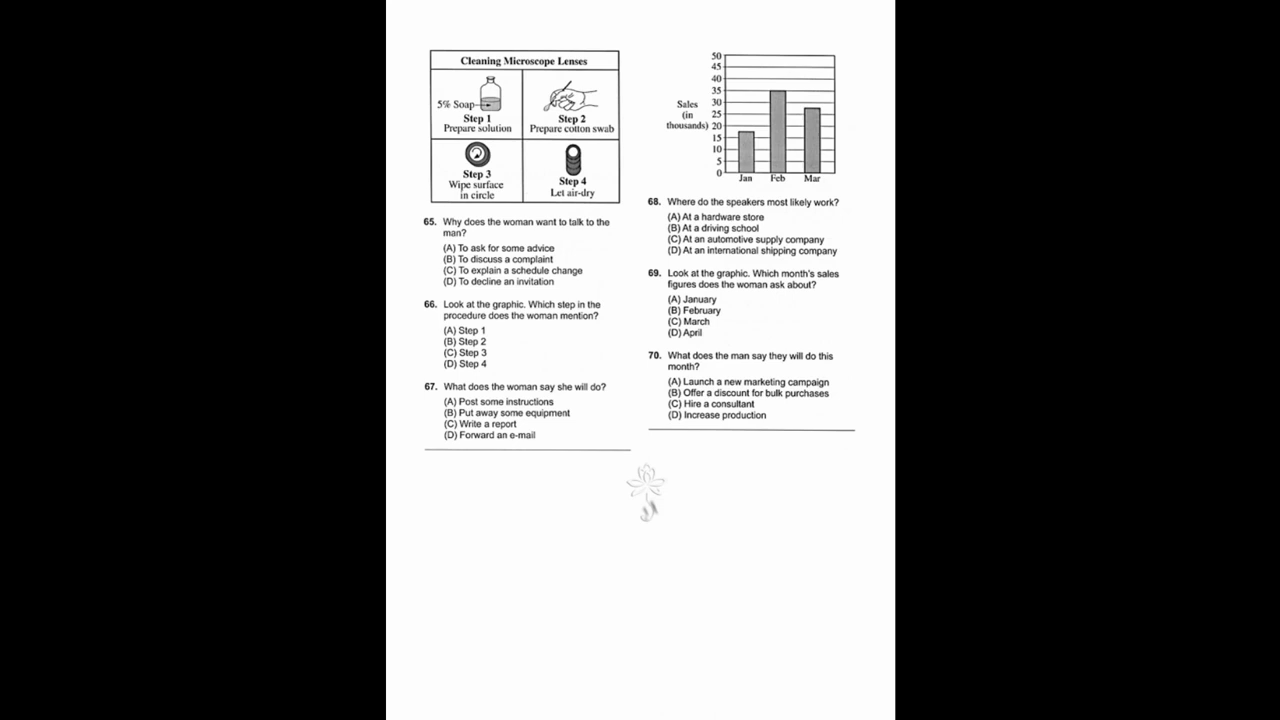 Cleaning Microscope Lenses
5% Soap
Step 1
Prepare solution
Step 2
Prepare cotton swab
Step 3
Wipe surface
in circle
Step 4
Let air-dry
65. Why does the woman want to talk to the
man?
(A) To ask for some advice
(B) To discuss a complaint
(C) To explain a schedule change
(D) To decline an invitation
66. Look at the graphic. Which step in the
procedure does the woman mention?
(A) Step 1
(B) Step 2
(C) Step 3
(D) Step 4
67. What does the woman say she will do?
(A) Post some instructions
(B) Put away some equipment
(C) Write a report
(D) Forward an e-mail
50
45
40
35
30
25
20
15
10
5
0
Sales
(in
thousands)
Jan Feb Mar
68. Where do the speakers most likely work?
(A) At a hardware store
(B) At a driving school
(C) At an automotive supply company
(D) At an international shipping company
69. Look at the graphic. Which month's sales
figures does the woman ask about?
(A) January
(B) February
(C) March
(D) April
70. What does the man say they will do this
month?
(A) Launch a new marketing campaign
(B) Offer a discount for bulk purchases
(C) Hire a consultant
(D) Increase production